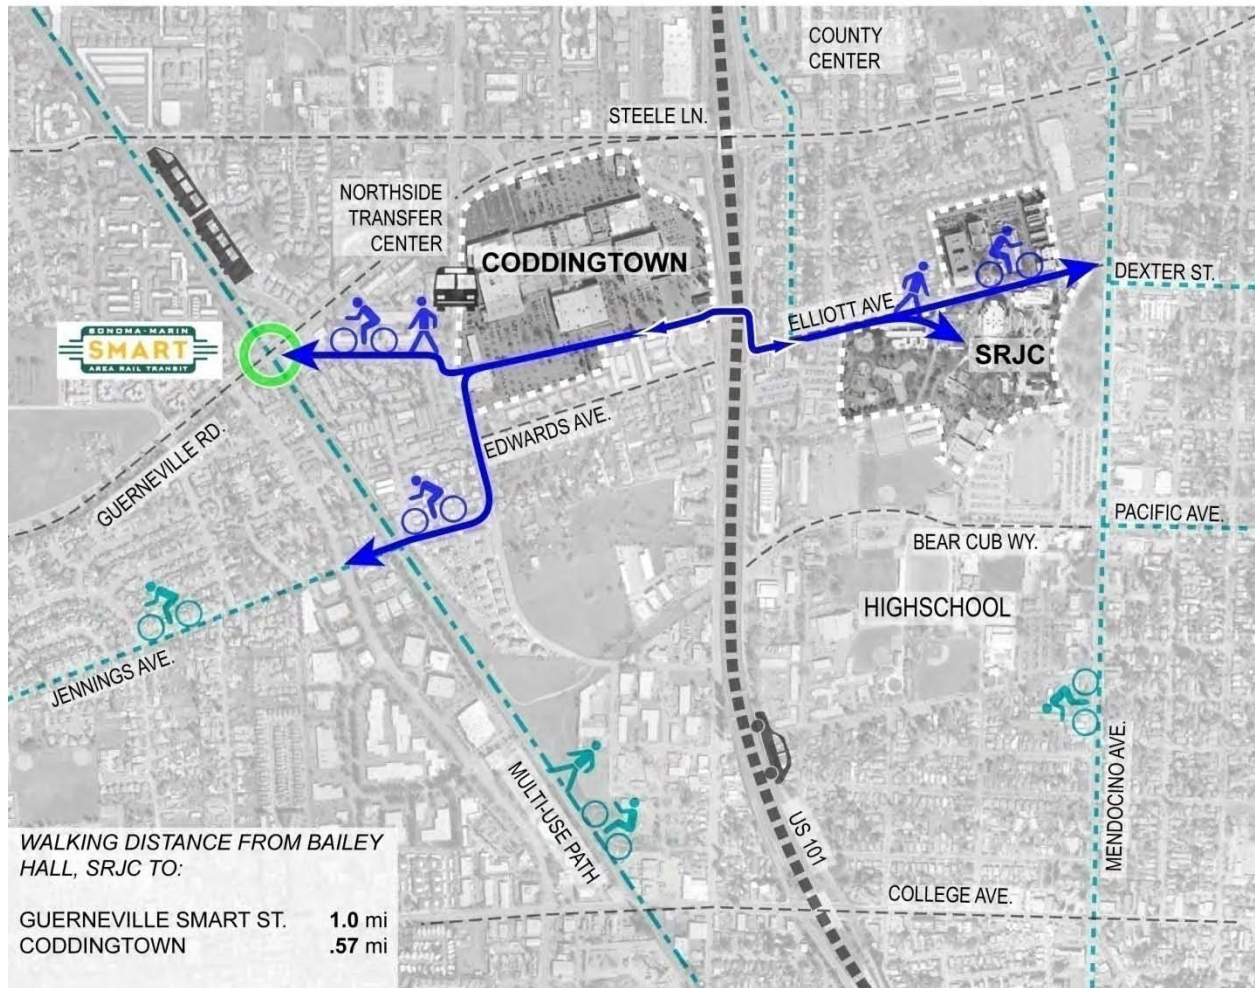 COUNTY
CENTER
STEELE LN.
NORTHSIDE
TRANSFER
CENTER
CODDINGTOWN
DEXTER ST.
ELLIOTT AVE.
SONOMA-MARIN
SMART
AREA RAIL TRANSIT
SRJC
EDWARDS AVE.
GUERNEVILLE RD.
PACIFIC AVE.
BEAR CUB WY.
HIGHSCHOOL
JENNINGS AVE.
MULTI-USE PATH
US 101
MENDOCINO AVE.
COLLEGE AVE.
WALKING DISTANCE FROM BAILEY
HALL, SRJC TO:
GUERNEVILLE SMART ST. 1.0 mi
CODDINGTOWN .57 mi